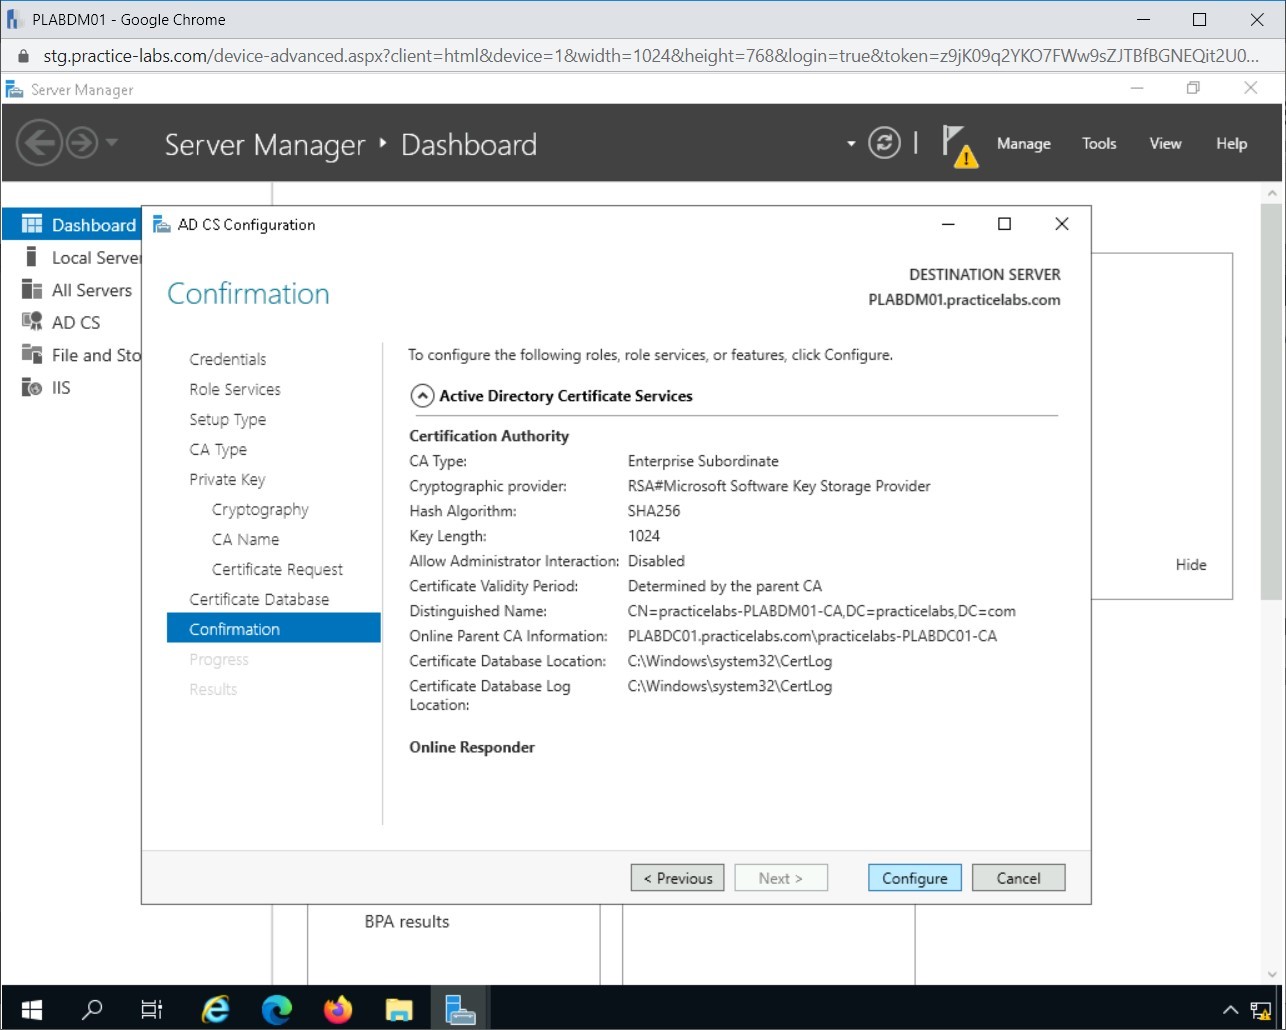 PLABDM01 - Google Chrome
stg.practice-labs.com/device-advanced.aspx?client=html&device=1&width=1024&height=768&login=true&token=z9jK09q2YKO7FWw9sZJTBfBGNEQit2U0...
Server Manager
Server Manager Dashboard
Manage Tools View Help
Dashboard
Local Server
All Servers
AD CS
File and Sto
IIS
AD CS Configuration
Confirmation
DESTINATION SERVER
PLABDM01.practicelabs.com
Credentials
Role Services
Setup Type
CA Type
Private Key
Cryptography
CA Name
Certificate Request
Certificate Database
Confirmation
Progress
Results
To configure the following roles, role services, or features, click Configure.
Active Directory Certificate Services
Certification Authority
CA Type: Enterprise Subordinate
Cryptographic provider: RSA#Microsoft Software Key Storage Provider
Hash Algorithm: SHA256
Key Length: 1024
Allow Administrator Interaction: Disabled
Certificate Validity Period: Determined by the parent CA
Distinguished Name: CN=practicelabs-PLABDM01-CA,DC=practicelabs,DC=com
Online Parent CA Information: PLABDC01.practicelabs.com\practicelabs-PLABDC01-CA
Certificate Database Location: C:\Windows\system32\CertLog
Certificate Database Log C:\Windows\system32\CertLog
Location:
Online Responder
Hide
< Previous Next > Configure Cancel
BPA results